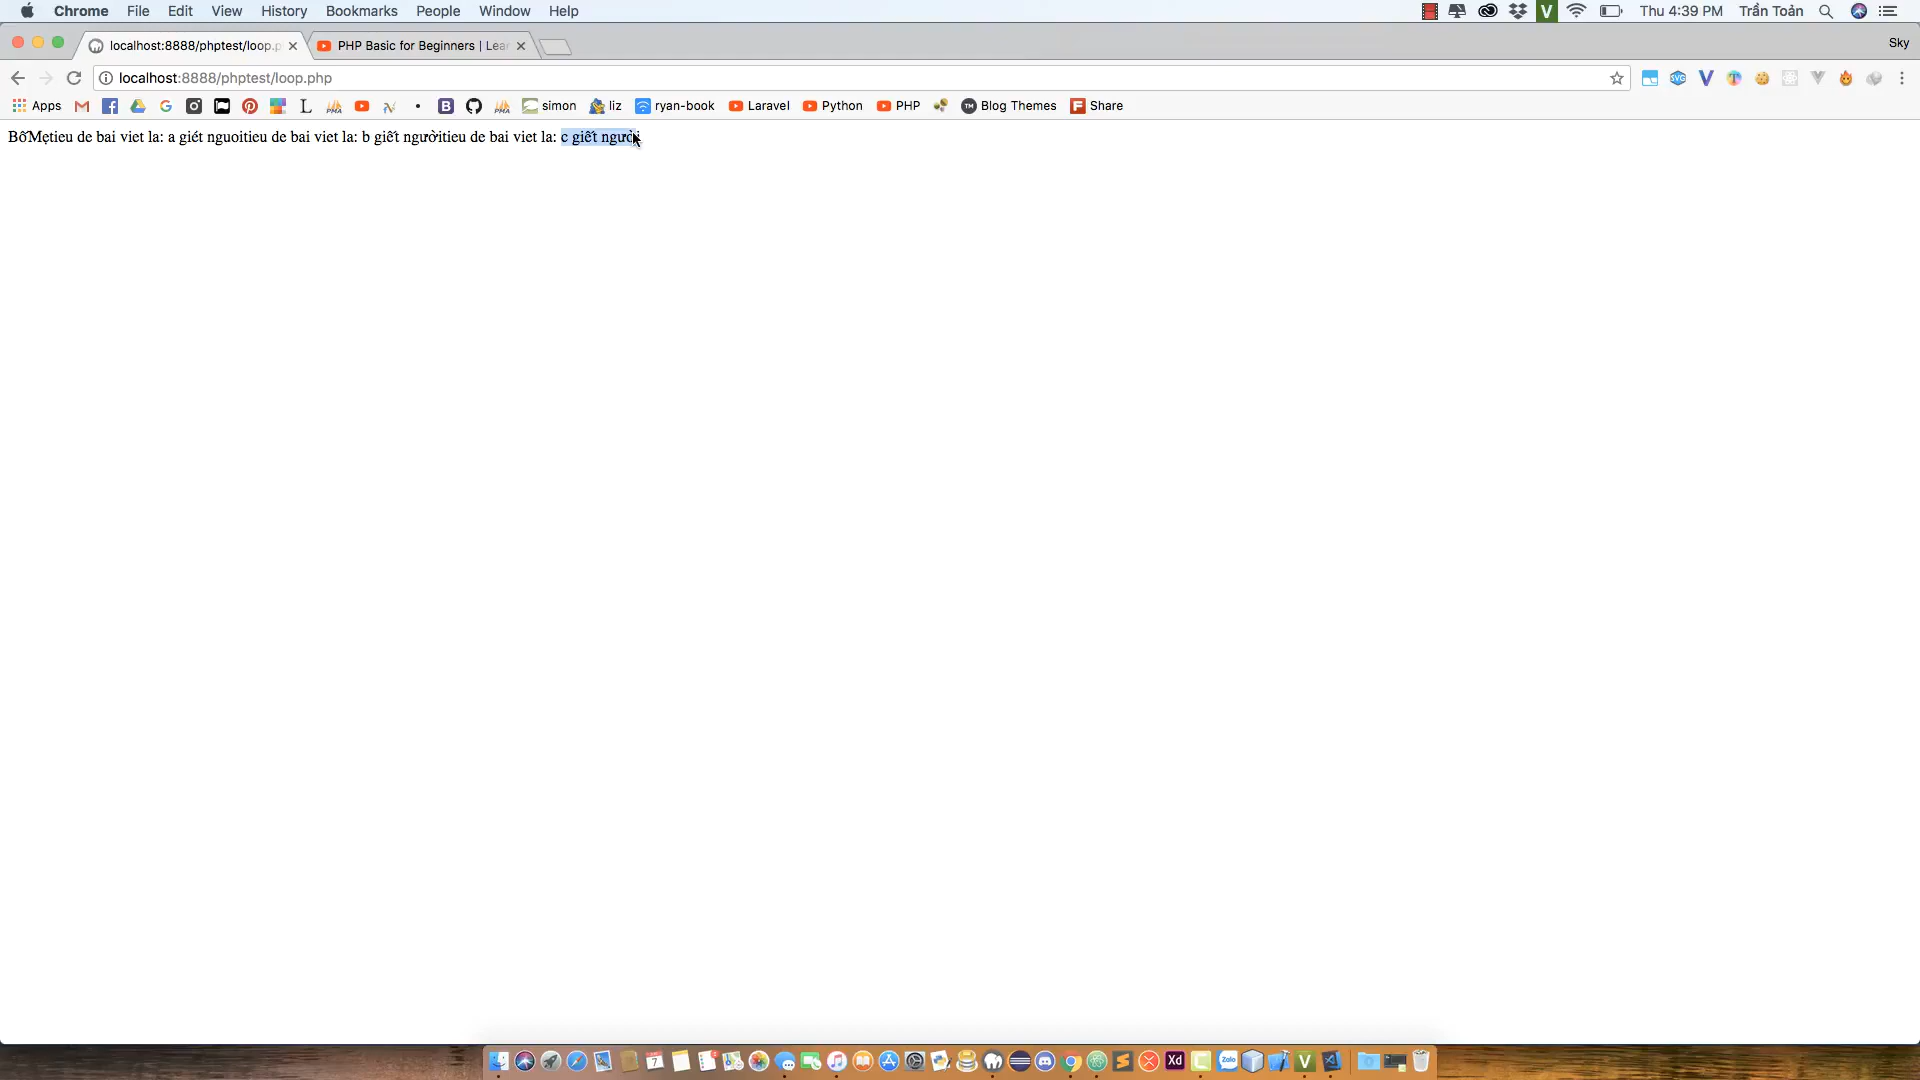 Chrome File Edit View History Bookmarks People Window Help V Thu 4:39 PM Trần Toản
localhost:8888/phptest/loop.p PHP Basic for Beginners | Lear Sky
localhost:8888/phptest/loop.php
Apps simon liz ryan-book Laravel Python PHP Blog Themes Share
BốMẹtieu de bai viet la: a giét nguoitieu de bai viet la: b giết ngườitieu de bai viet la: c giết người